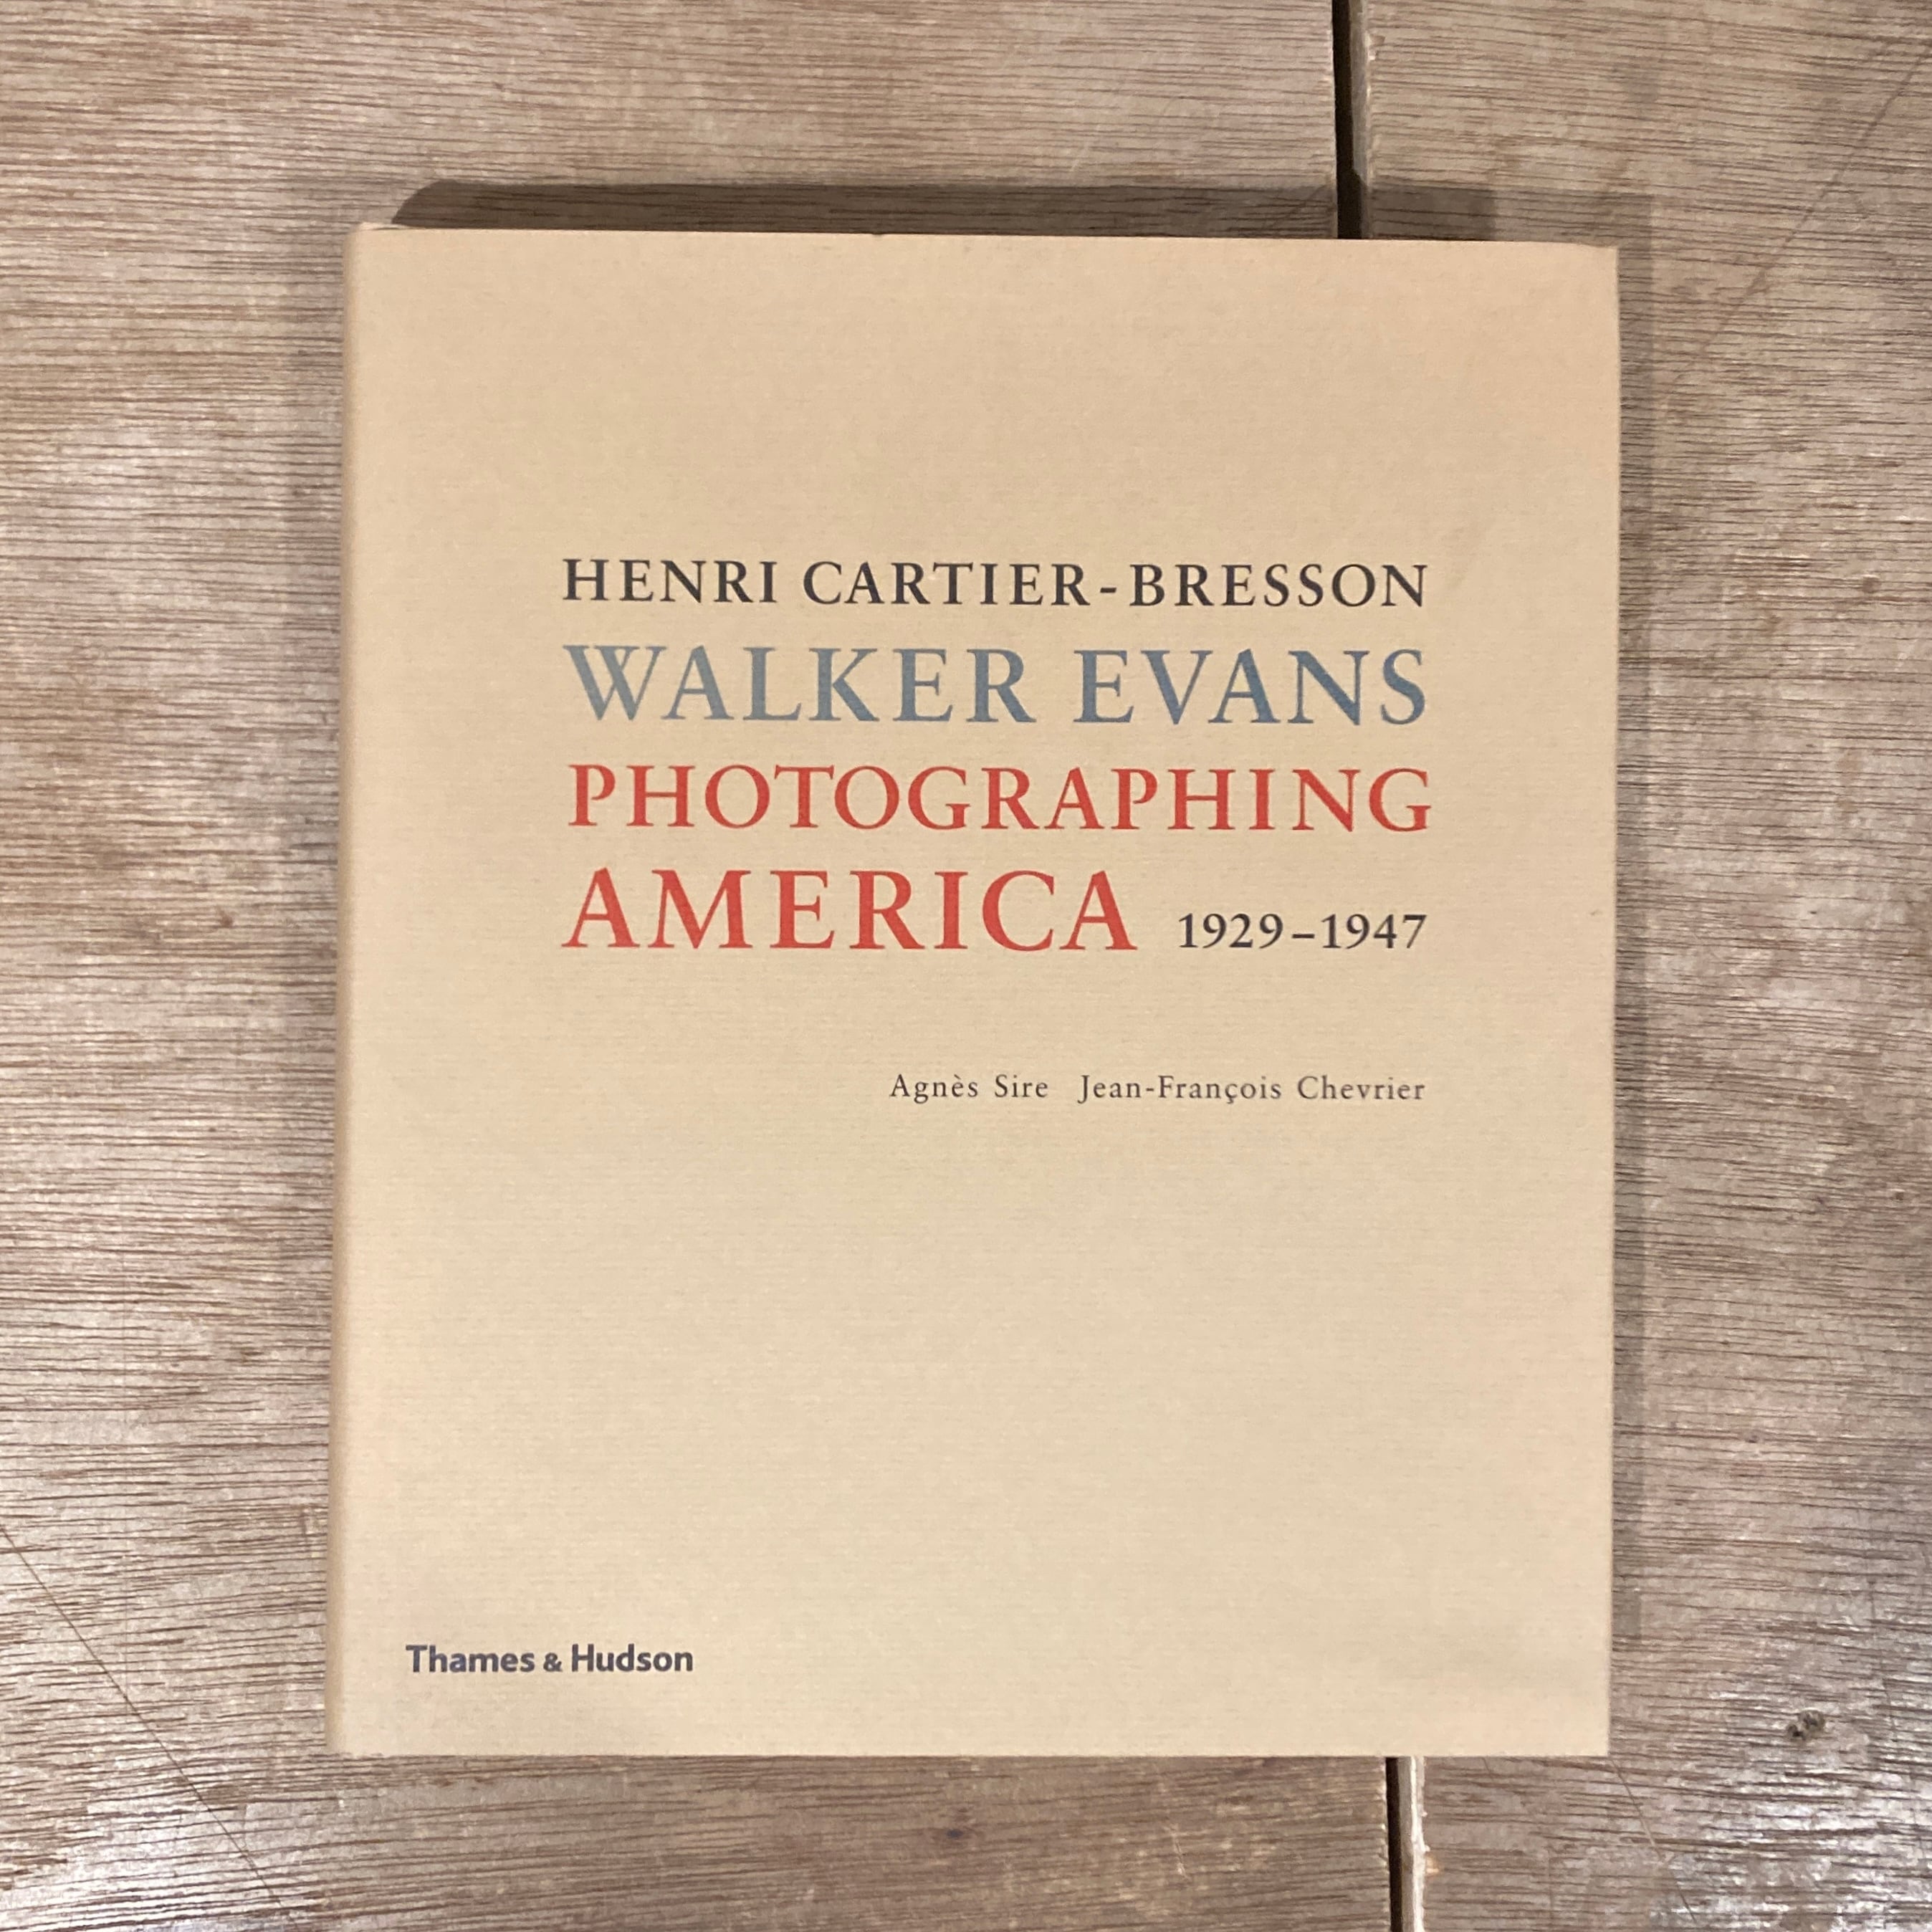 HENRI CARTIER-BRESSON
WALKER EVANS
PHOTOGRAPHING
AMERICA 1929–1947
Agnès Sire Jean-François Chevrier
Thames & Hudson